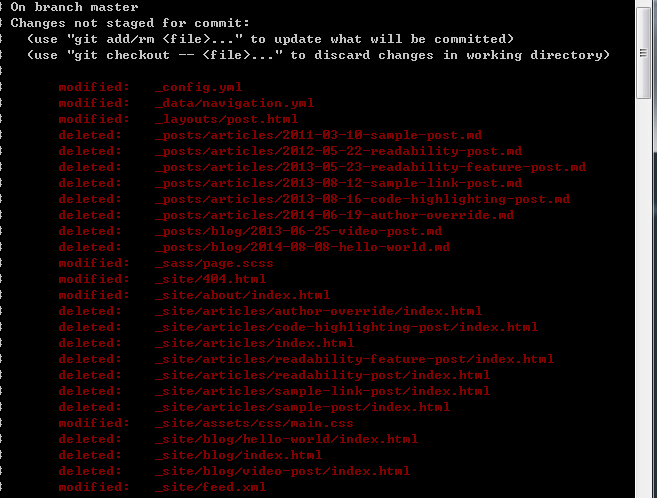 # On branch master
# Changes not staged for commit:
#   (use "git add/rm <file>..." to update what will be committed)
#   (use "git checkout -- <file>..." to discard changes in working directory)
#
#       modified:   _config.yml
#       modified:   _data/navigation.yml
#       modified:   _layouts/post.html
#       deleted:    _posts/articles/2011-03-10-sample-post.md
#       deleted:    _posts/articles/2012-05-22-readability-post.md
#       deleted:    _posts/articles/2013-05-23-readability-feature-post.md
#       deleted:    _posts/articles/2013-08-12-sample-link-post.md
#       deleted:    _posts/articles/2013-08-16-code-highlighting-post.md
#       deleted:    _posts/articles/2014-06-19-author-override.md
#       deleted:    _posts/blog/2013-06-25-video-post.md
#       deleted:    _posts/blog/2014-08-08-hello-world.md
#       modified:   _sass/page.scss
#       modified:   _site/404.html
#       modified:   _site/about/index.html
#       deleted:    _site/articles/author-override/index.html
#       deleted:    _site/articles/code-highlighting-post/index.html
#       deleted:    _site/articles/index.html
#       deleted:    _site/articles/readability-feature-post/index.html
#       deleted:    _site/articles/readability-post/index.html
#       deleted:    _site/articles/sample-link-post/index.html
#       deleted:    _site/articles/sample-post/index.html
#       modified:   _site/assets/css/main.css
#       deleted:    _site/blog/hello-world/index.html
#       deleted:    _site/blog/index.html
#       deleted:    _site/blog/video-post/index.html
#       modified:   _site/feed.xml